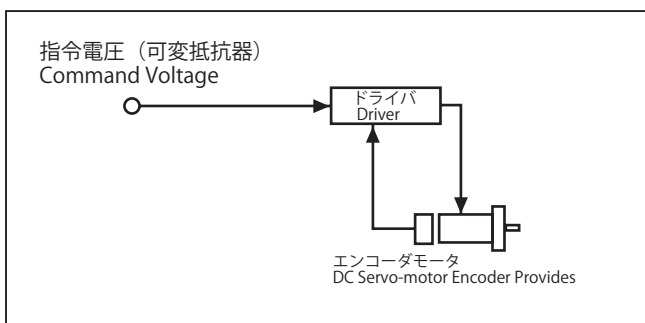 指令電圧（可変抵抗器）
Command Voltage
ドライバ
Driver
エンコーダモータ
DC Servo-motor Encoder Provides